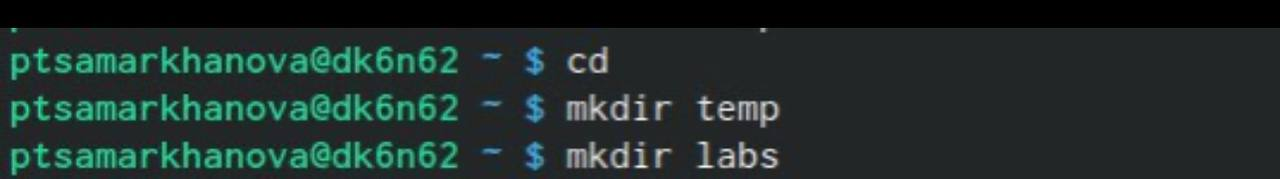 ptsamarkhanova@dk6n62 ~ $ cd
ptsamarkhanova@dk6n62 ~ $ mkdir temp
ptsamarkhanova@dk6n62 ~ $ mkdir labs